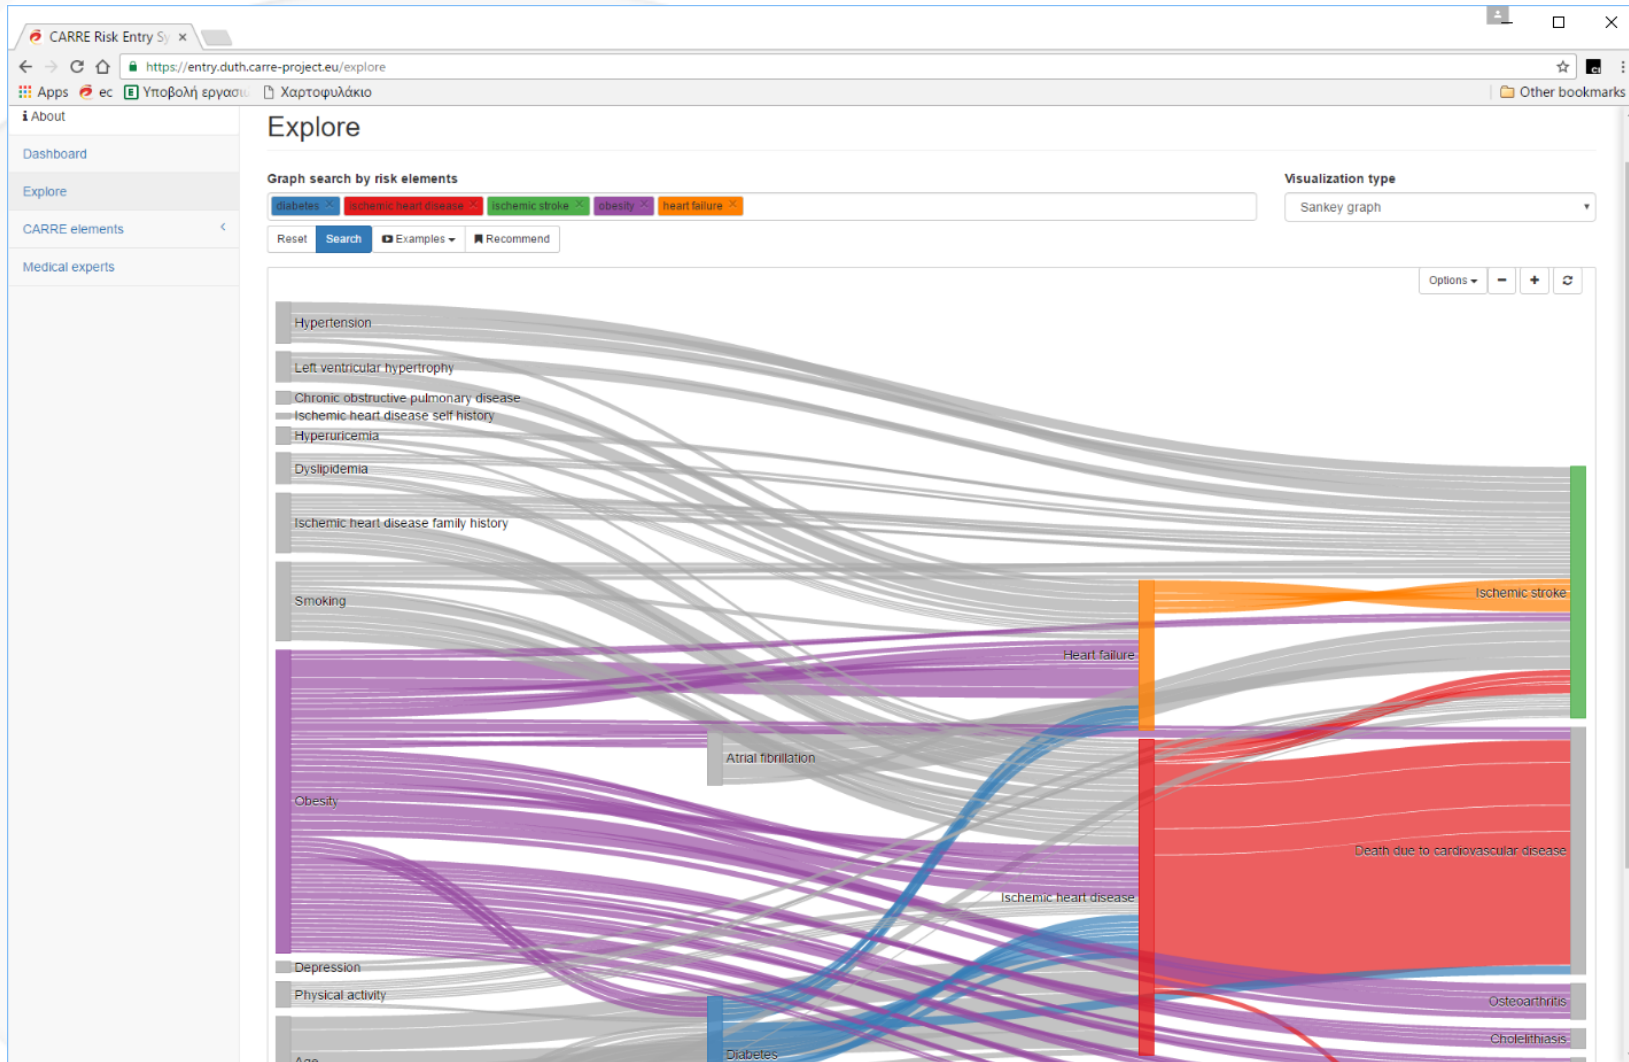 CARRE Risk Entry Sy
https://entry.duth.carre-project.eu/explore
Apps ec Υποβολή εργασι Χαρτοφυλάκιο Other bookmarks
About
Dashboard
Explore
CARRE elements
Medical experts
Explore
Graph search by risk elements
diabetes ischemic heart disease ischemic stroke obesity heart failure
Reset Search Examples Recommend
Visualization type
Sankey graph
Options
Hypertension
Left ventricular hypertrophy
Chronic obstructive pulmonary disease
Ischemic heart disease self history
Hyperuricemia
Dyslipidemia
Ischemic heart disease family history
Smoking
Ischemic stroke
Heart failure
Atrial fibrillation
Obesity
Death due to cardiovascular disease
Ischemic heart disease
Depression
Physical activity
Osteoarthritis
Cholelithiasis
Diabetes
Age